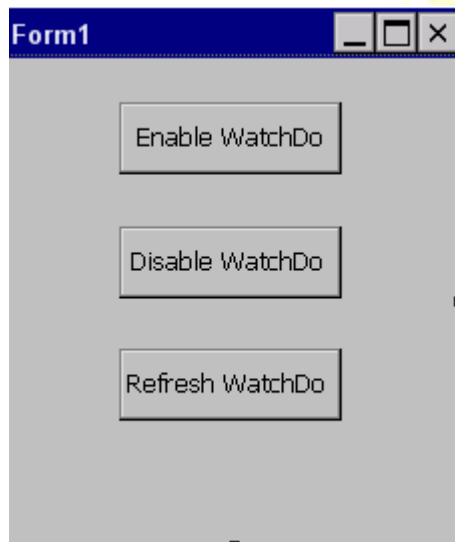 Form1
Enable WatchDo
Disable WatchDo
Refresh WatchDo